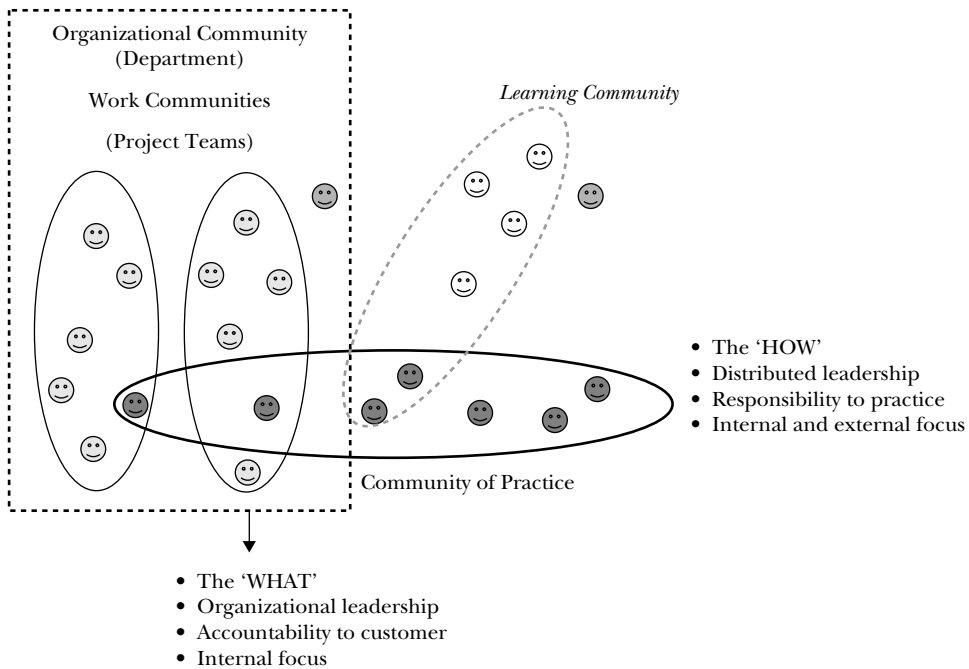 Organizational Community
(Department)
Work Communities
(Project Teams)
Learning Community
• The ‘HOW’
• Distributed leadership
• Responsibility to practice
• Internal and external focus
Community of Practice
• The ‘WHAT’
• Organizational leadership
• Accountability to customer
• Internal focus